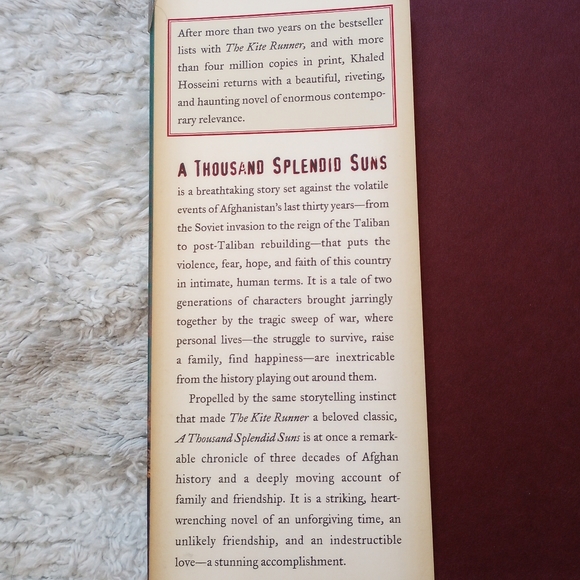 After more than two years on the bestseller
lists with The Kite Runner, and with more
than four million copies in print, Khaled
Hosseini returns with a beautiful, riveting,
and haunting novel of enormous contempo-
rary relevance.
A THOUSAND SPLENDID SUNS
is a breathtaking story set against the volatile
events of Afghanistan's last thirty years—from
the Soviet invasion to the reign of the Taliban
to post-Taliban rebuilding—that puts the
violence, fear, hope, and faith of this country
in intimate, human terms. It is a tale of two
generations of characters brought jarringly
together by the tragic sweep of war, where
personal lives—the struggle to survive, raise
a family, find happiness—are inextricable
from the history playing out around them.
Propelled by the same storytelling instinct
that made The Kite Runner a beloved classic,
A Thousand Splendid Suns is at once a remark-
able chronicle of three decades of Afghan
history and a deeply moving account of
family and friendship. It is a striking, heart-
wrenching novel of an unforgiving time, an
unlikely friendship, and an indestructible
love—a stunning accomplishment.